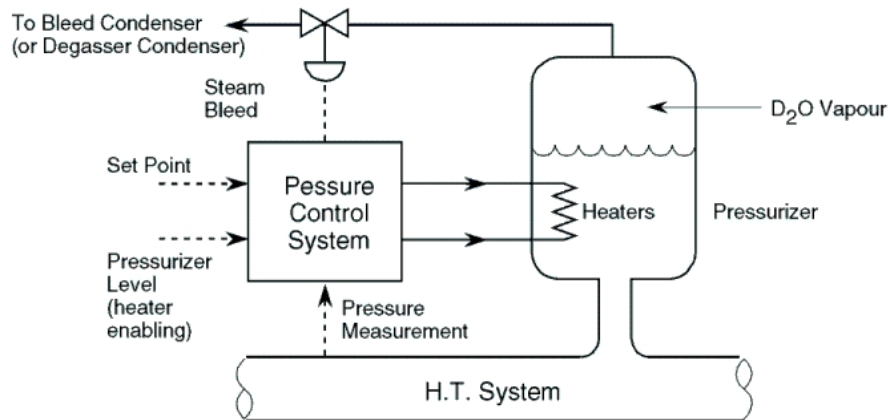 To Bleed Condenser
(or Degasser Condenser)
Steam
Bleed
D2O Vapour
Set Point
Pessure
Control
System
Heaters
Pressurizer
Pressurizer
Level
(heater
enabling)
Pressure
Measurement
H.T. System